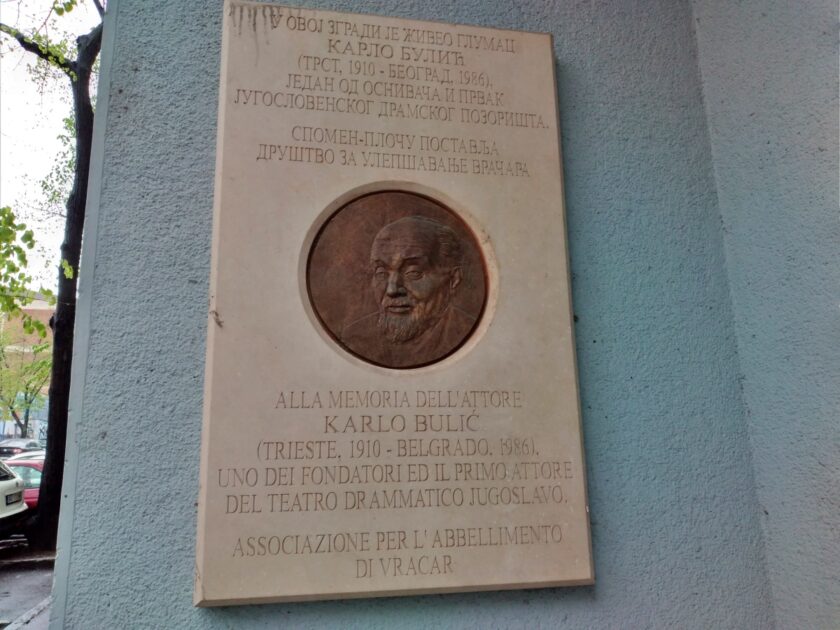 У ОВОЈ ЗГРАДИ ЈЕ ЖИВЕО ГЛУМАЦ
КАРЛО БУЛИЋ
(ТРСТ, 1910 - БЕОГРАД, 1986),
ЈЕДАН ОД ОСНИВАЧА И ПРВАК
ЈУГОСЛОВЕНСКОГ ДРАМСКОГ ПОЗОРИШТА.
СПОМЕН-ПЛОЧУ ПОСТАВЉА
ДРУШТВО ЗА УЛЕПШАВАЊЕ ВРАЧАРА
ALLA MEMORIA DELL'ATTORE
KARLO BULIĆ
(TRIESTE, 1910 - BELGRADO, 1986),
UNO DEI FONDATORI ED IL PRIMO ATTORE
DEL TEATRO DRAMMATICO JUGOSLAVO.
ASSOCIAZIONE PER L' ABBELLIMENTO
DI VRACAR